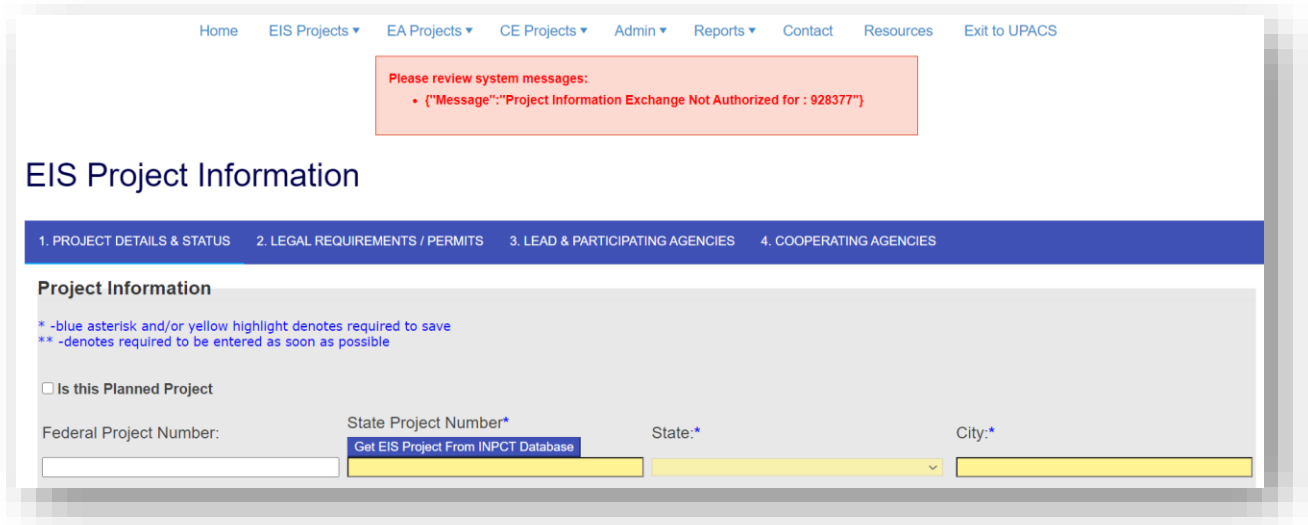 Home EIS Projects ▾ EA Projects ▾ CE Projects ▾ Admin ▾ Reports ▾ Contact Resources Exit to UPACS
Please review system messages:
• {"Message":"Project Information Exchange Not Authorized for : 928377"}
EIS Project Information
1. PROJECT DETAILS & STATUS 2. LEGAL REQUIREMENTS / PERMITS 3. LEAD & PARTICIPATING AGENCIES 4. COOPERATING AGENCIES
Project Information
* -blue asterisk and/or yellow highlight denotes required to save
** -denotes required to be entered as soon as possible
Is this Planned Project
Federal Project Number: State Project Number* State:* City:*
Get EIS Project From INPCT Database